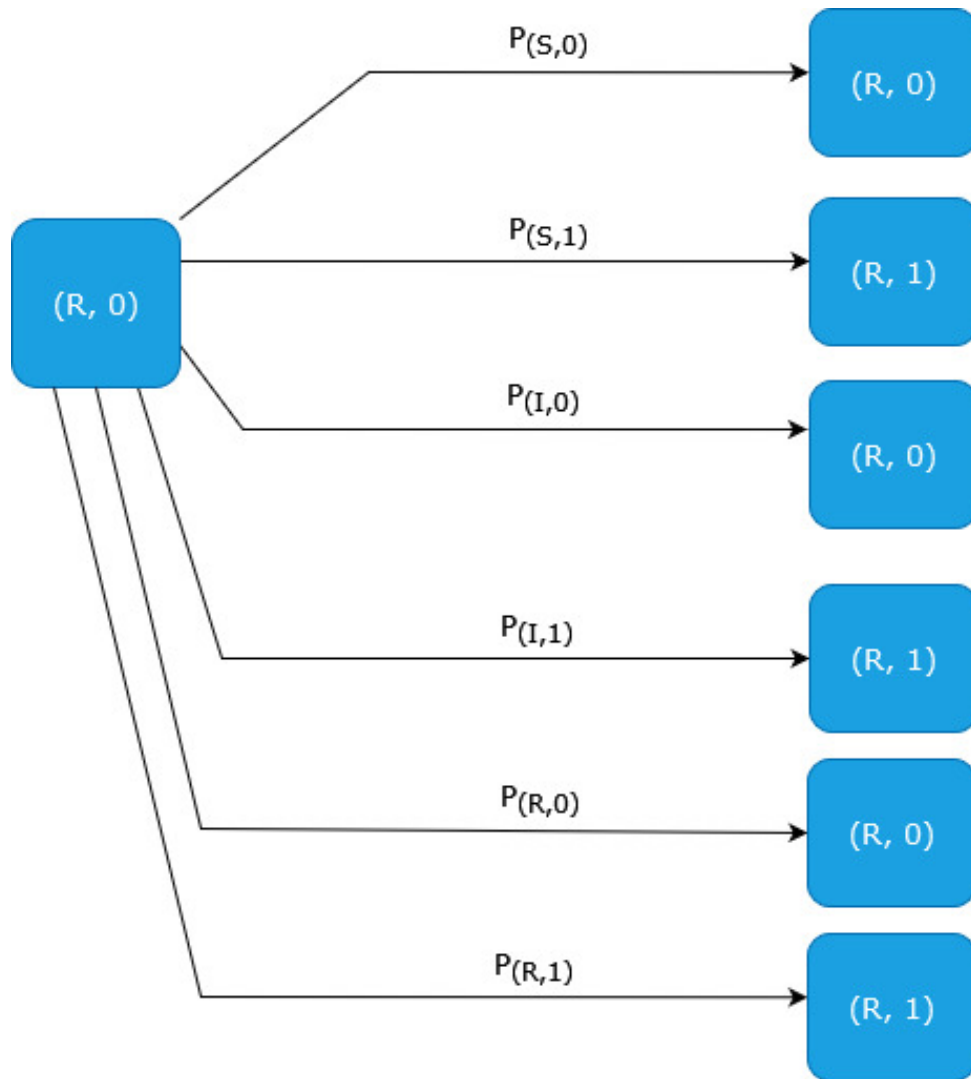 P(S,0)
(R, 0)
P(S,1)
(R, 1)
(R, 0)
P(I,0)
(R, 0)
P(I,1)
(R, 1)
P(R,0)
(R, 0)
P(R,1)
(R, 1)